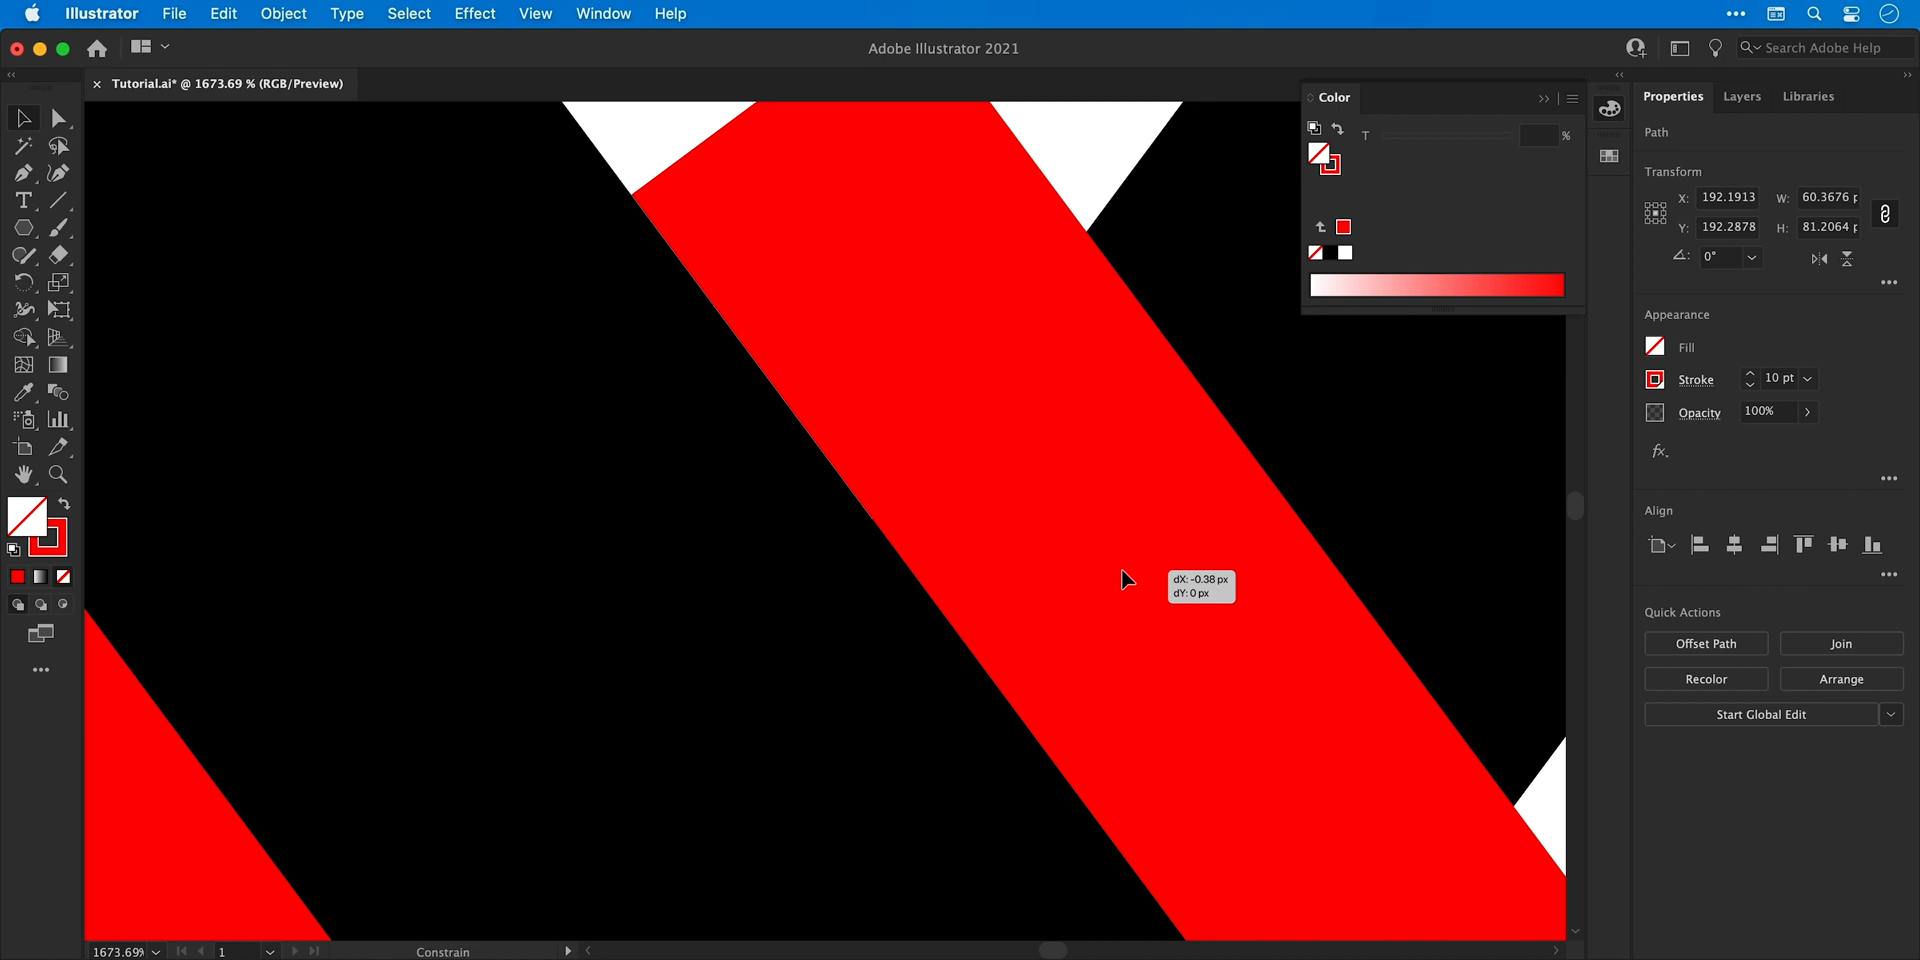 Illustrator File Edit Object Type Select Effect View Window Help
Adobe Illustrator 2021
Search Adobe Help
Tutorial.ai* @ 1673.69 % (RGB/Preview)
Color
T %
Properties Layers Libraries
Path
Transform
X: 192.1913 W: 60.3676 p
Y: 192.2878 H: 81.2064 p
0°
Appearance
Fill
Stroke 10 pt
Opacity 100%
fx.
Align
dX: -0.38 px
dY: 0 px
Quick Actions
Offset Path Join
Recolor Arrange
Start Global Edit
1673.69% 1 Constrain